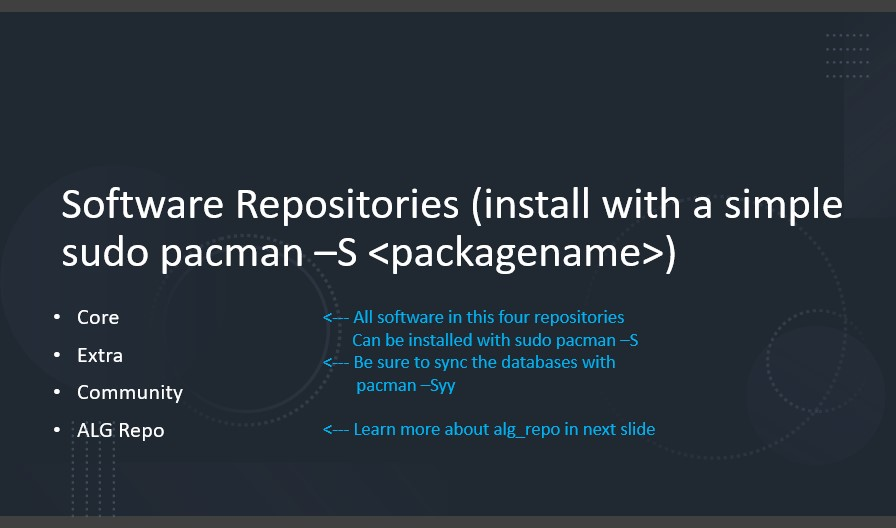 Software Repositories (install with a simple
sudo pacman –S <packagename>)
• Core
• Extra
• Community
• ALG Repo
<--- All software in this four repositories
Can be installed with sudo pacman –S
<--- Be sure to sync the databases with
pacman –Syy
<--- Learn more about alg_repo in next slide